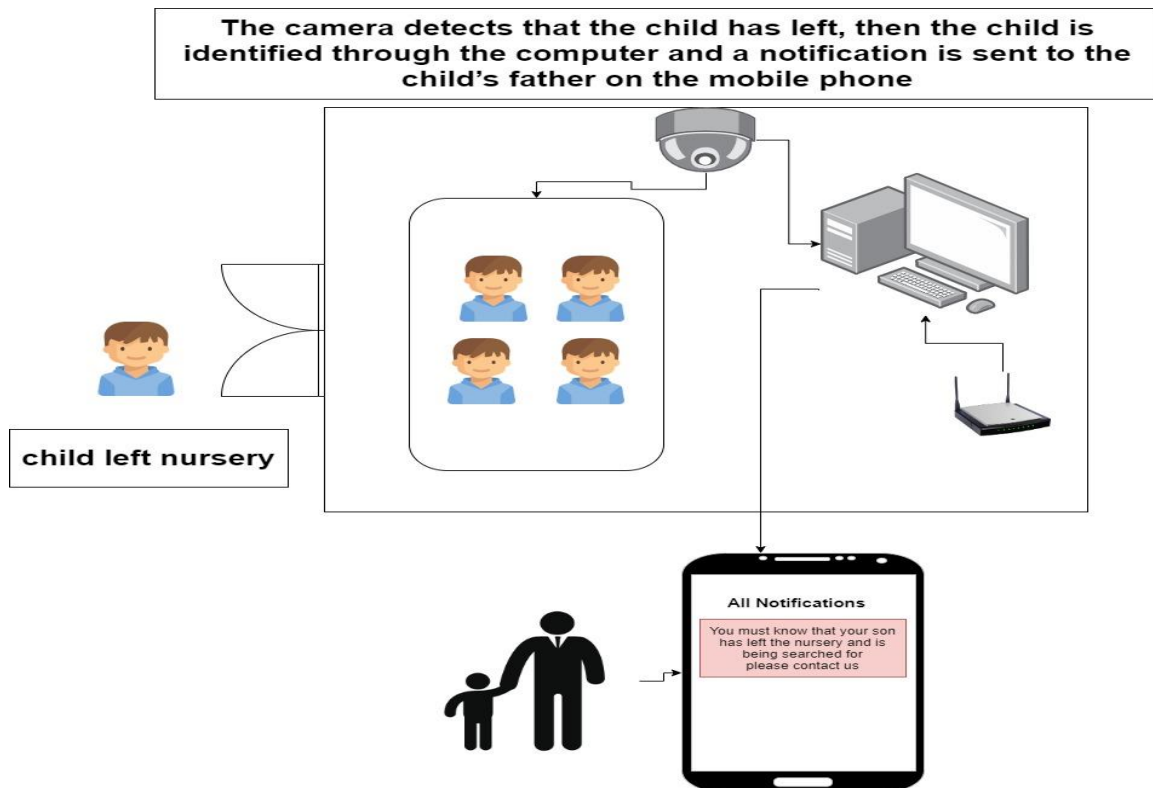 The camera detects that the child has left, then the child is
identified through the computer and a notification is sent to the
child's father on the mobile phone
child left nursery
All Notifications
You must know that your son
has left the nursery and is
being searched for
please contact us